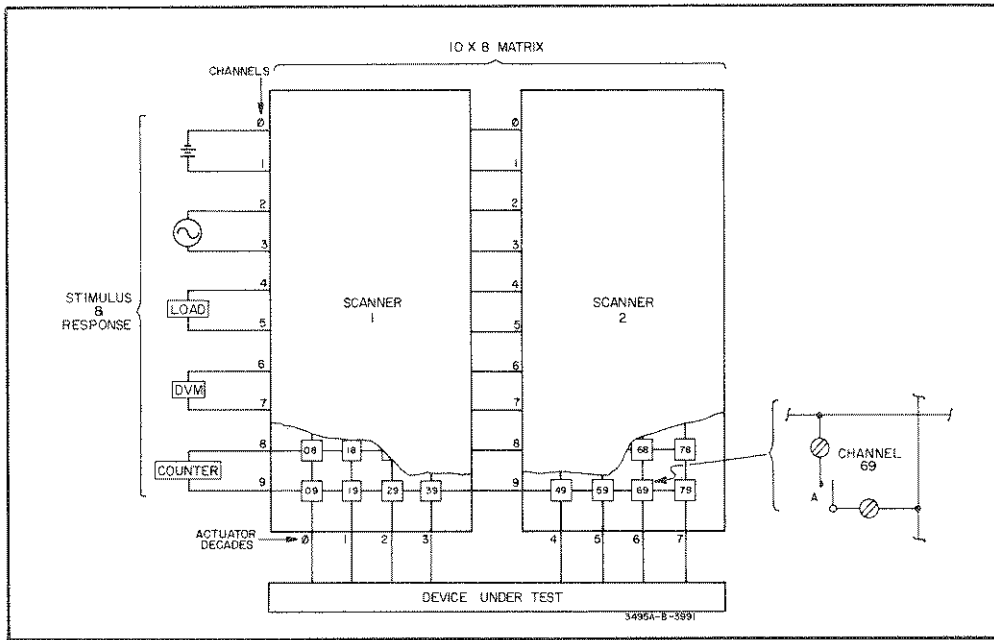 10 X 8 MATRIX
CHANNELS
Ø
1
2
3
4
5
6
7
8
9
STIMULUS
&
RESPONSE
LOAD
DVM
COUNTER
SCANNER
1
Ø
1
2
3
4
5
6
7
8
9
SCANNER
2
08 18
09 19 29 39
68 78
49 59 69 79
CHANNEL
69
A
ACTUATOR
DECADES
Ø 1 2 3 4 5 6 7
DEVICE UNDER TEST
3495A-B-3991